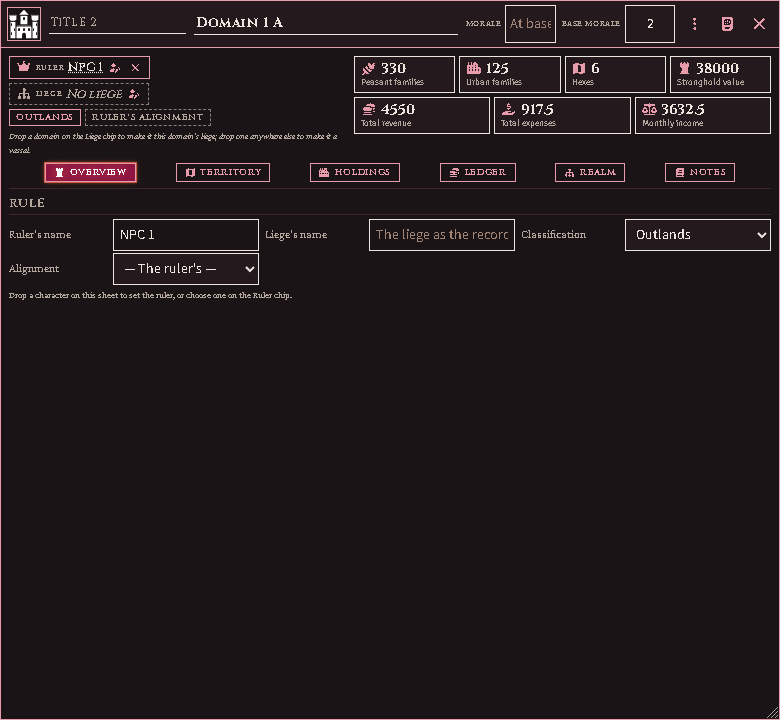 TITLE 2
DOMAIN 1 A
MORALE
At base
BASE MORALE
2
RULER NPC 1
LIEGE NO LIEGE
OUTLANDS
RULER'S ALIGNMENT
Drop a domain on the Liege chip to make it this domain's liege; drop one anywhere else to make it a
vassal.
330
Peasant families
125
Urban families
6
Hexes
38000
Stronghold value
4550
Total revenue
917.5
Total expenses
3632.5
Monthly income
OVERVIEW
TERRITORY
HOLDINGS
LEDGER
REALM
NOTES
RULE
Ruler's name
NPC 1
Liege's name
The liege as the record
Classification
Outlands
Alignment
— The ruler's —
Drop a character on this sheet to set the ruler, or choose one on the Ruler chip.